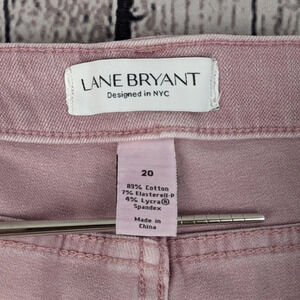 LANE BRYANT
Designed in NYC
20
89% Cotton
7% Elasterell-P
4% Lycra®
Spandex
Made in
China